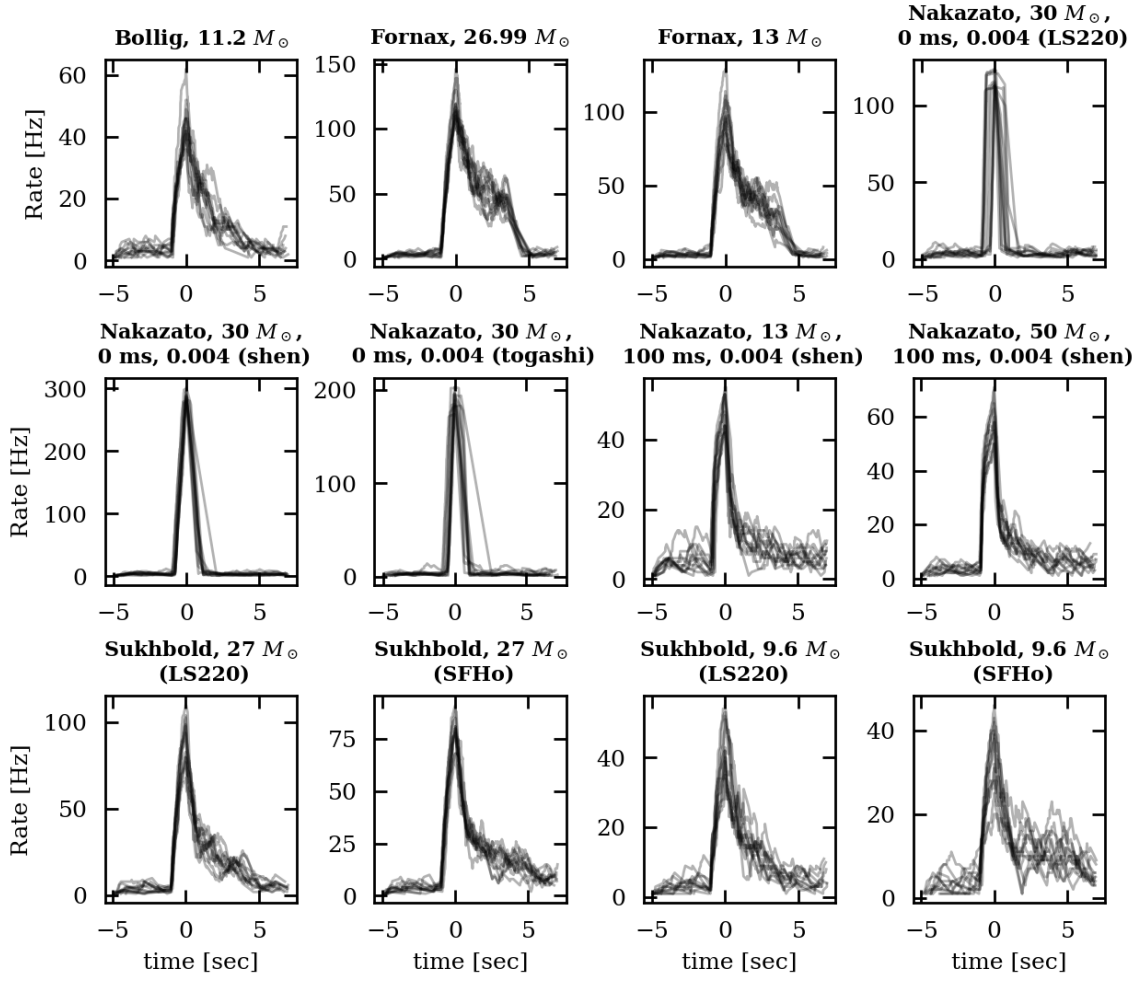 Bollig, 11.2 M⊙
Fornax, 26.99 M⊙
Fornax, 13 M⊙
Nakazato, 30 M⊙,
0 ms, 0.004 (LS220)
Rate [Hz]
60
40
20
0
−5
0
5
150
100
50
0
−5
0
5
100
50
0
−5
0
5
100
50
0
−5
0
5
Nakazato, 30 M⊙,
0 ms, 0.004 (shen)
Nakazato, 30 M⊙,
0 ms, 0.004 (togashi)
Nakazato, 13 M⊙,
100 ms, 0.004 (shen)
Nakazato, 50 M⊙,
100 ms, 0.004 (shen)
Rate [Hz]
300
200
100
0
−5
0
5
200
100
0
−5
0
5
40
20
0
−5
0
5
60
40
20
0
−5
0
5
Sukhbold, 27 M⊙
(LS220)
Sukhbold, 27 M⊙
(SFHo)
Sukhbold, 9.6 M⊙
(LS220)
Sukhbold, 9.6 M⊙
(SFHo)
Rate [Hz]
100
50
0
−5
0
5
time [sec]
75
50
25
0
−5
0
5
time [sec]
40
20
0
−5
0
5
time [sec]
40
20
0
−5
0
5
time [sec]